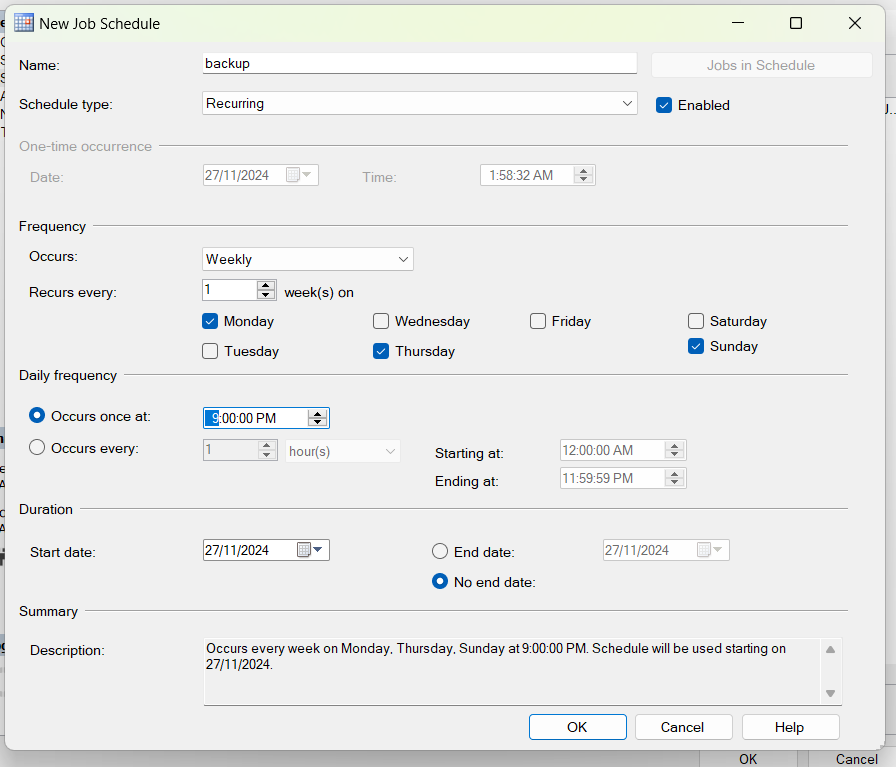 New Job Schedule
Name: backup Jobs in Schedule
Schedule type: Recurring Enabled
One-time occurrence
Date: 27/11/2024 Time: 1:58:32 AM
Frequency
Occurs: Weekly
Recurs every: 1 week(s) on
Monday Wednesday Friday Saturday
Tuesday Thursday Sunday
Daily frequency
Occurs once at: 9:00:00 PM
Occurs every: 1 hour(s) Starting at: 12:00:00 AM
Ending at: 11:59:59 PM
Duration
Start date: 27/11/2024 End date: 27/11/2024
No end date:
Summary
Description: Occurs every week on Monday, Thursday, Sunday at 9:00:00 PM. Schedule will be used starting on
27/11/2024.
OK Cancel Help
OK Cancel